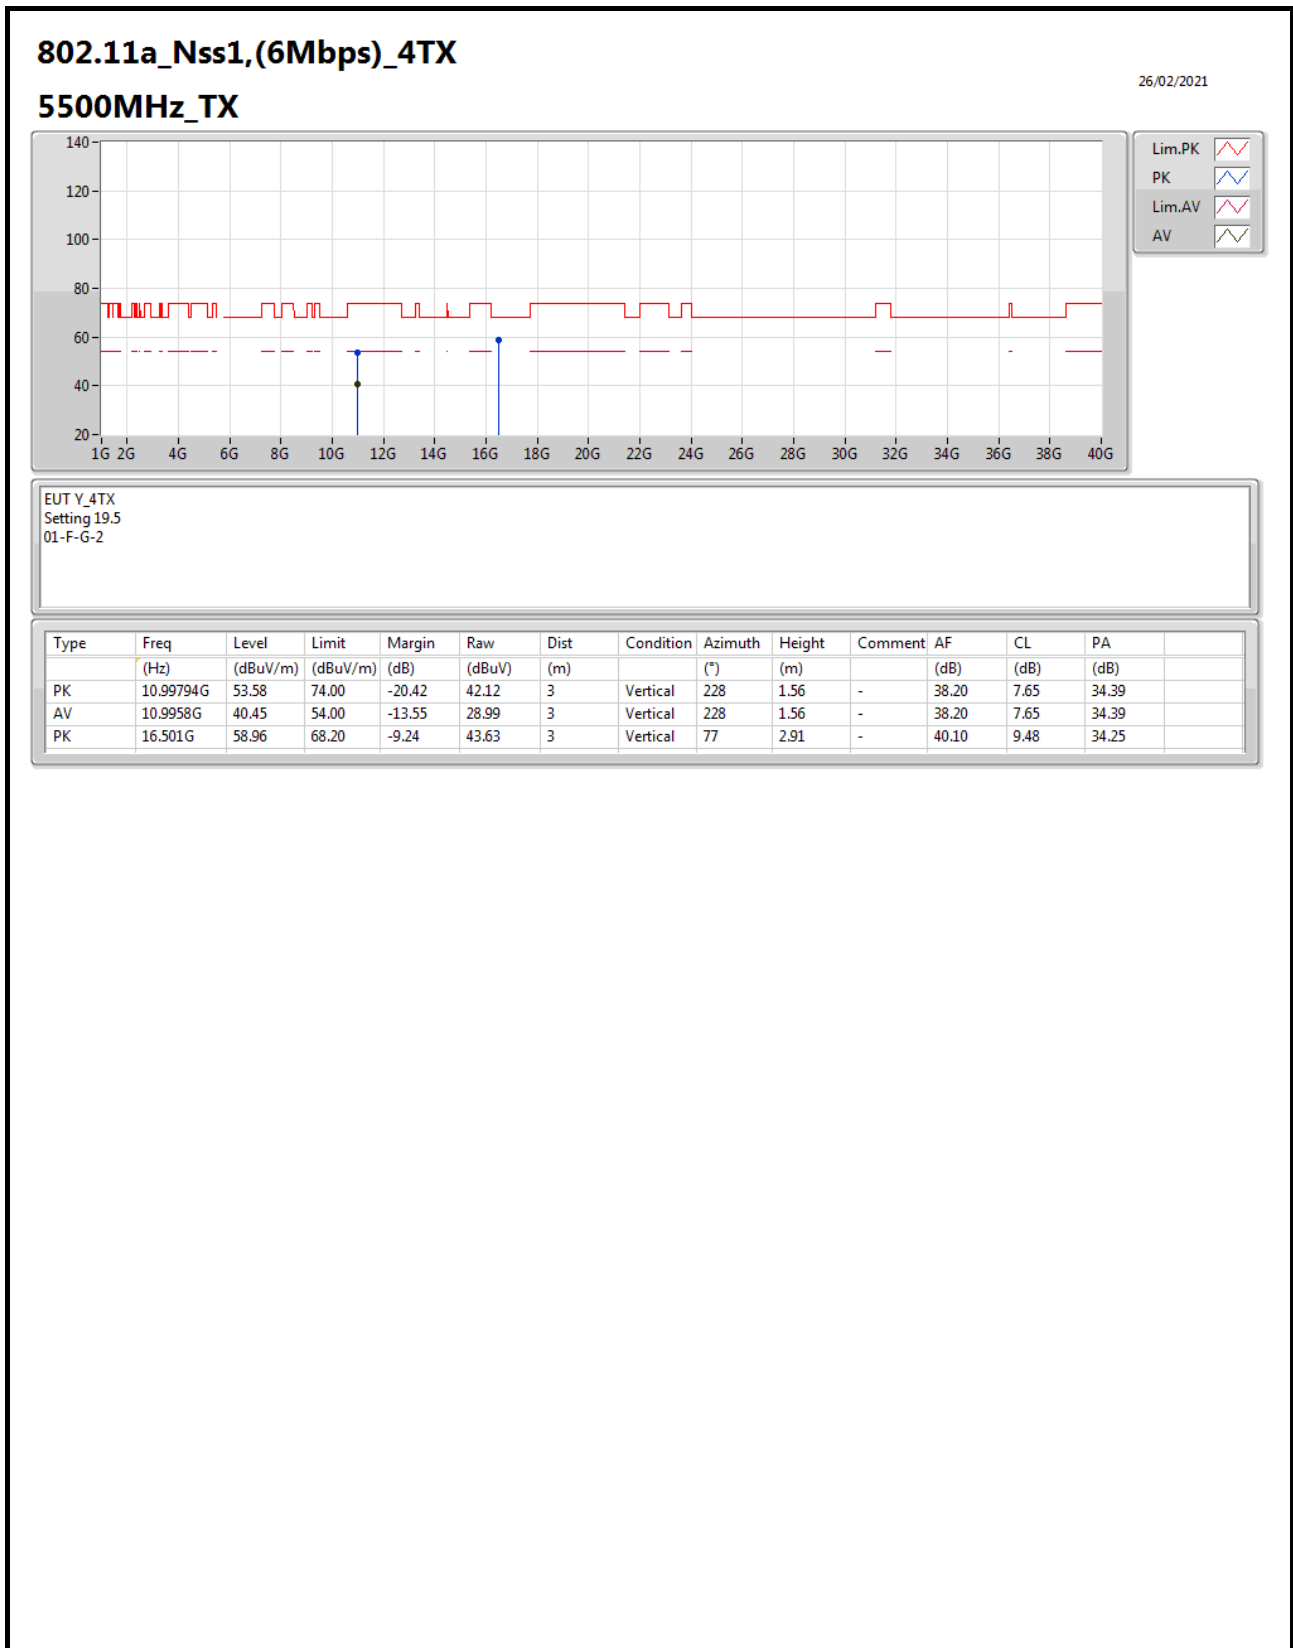 802.11a_Nss1,(6Mbps)_4TX
26/02/2021
5500MHz_TX
140
120
100
80
60
40
20
1G 2G 4G 6G 8G 10G 12G 14G 16G 18G 20G 22G 24G 26G 28G 30G 32G 34G 36G 38G 40G
Lim.PK
PK
Lim.AV
AV
EUT Y_4TX
Setting 19.5
01-F-G-2
Type Freq Level Limit Margin Raw Dist Condition Azimuth Height Comment AF CL PA
(Hz) (dBuV/m) (dBuV/m) (dB) (dBuV) (m) (°) (m) (dB) (dB) (dB)
PK 10.99794G 53.58 74.00 -20.42 42.12 3 Vertical 228 1.56 - 38.20 7.65 34.39
AV 10.9958G 40.45 54.00 -13.55 28.99 3 Vertical 228 1.56 - 38.20 7.65 34.39
PK 16.501G 58.96 68.20 -9.24 43.63 3 Vertical 77 2.91 - 40.10 9.48 34.25